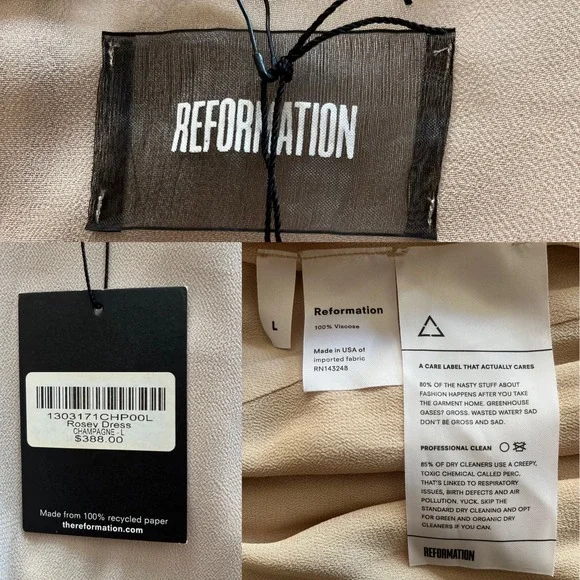 REFORMATION
1303171CHP00L
Rosey Dress
CHAMPAGNE - L
$388.00
Made from 100% recycled paper
thereformation.com
L
Reformation
100% Viscose
Made in USA of
imported fabric
RN143248
A CARE LABEL THAT ACTUALLY CARES
80% OF THE NASTY STUFF ABOUT
FASHION HAPPENS AFTER YOU TAKE
THE GARMENT HOME. GREENHOUSE
GASES? GROSS. WASTED WATER? SAD
DON'T BE GROSS AND SAD.
PROFESSIONAL CLEAN
85% OF DRY CLEANERS USE A CREEPY,
TOXIC CHEMICAL CALLED PERC.
THAT'S LINKED TO RESPIRATORY
ISSUES, BIRTH DEFECTS AND AIR
POLLUTION. YUCK. SKIP THE
STANDARD DRY CLEANING AND OPT
FOR GREEN AND ORGANIC DRY
CLEANERS IF YOU CAN.
REFORMATION